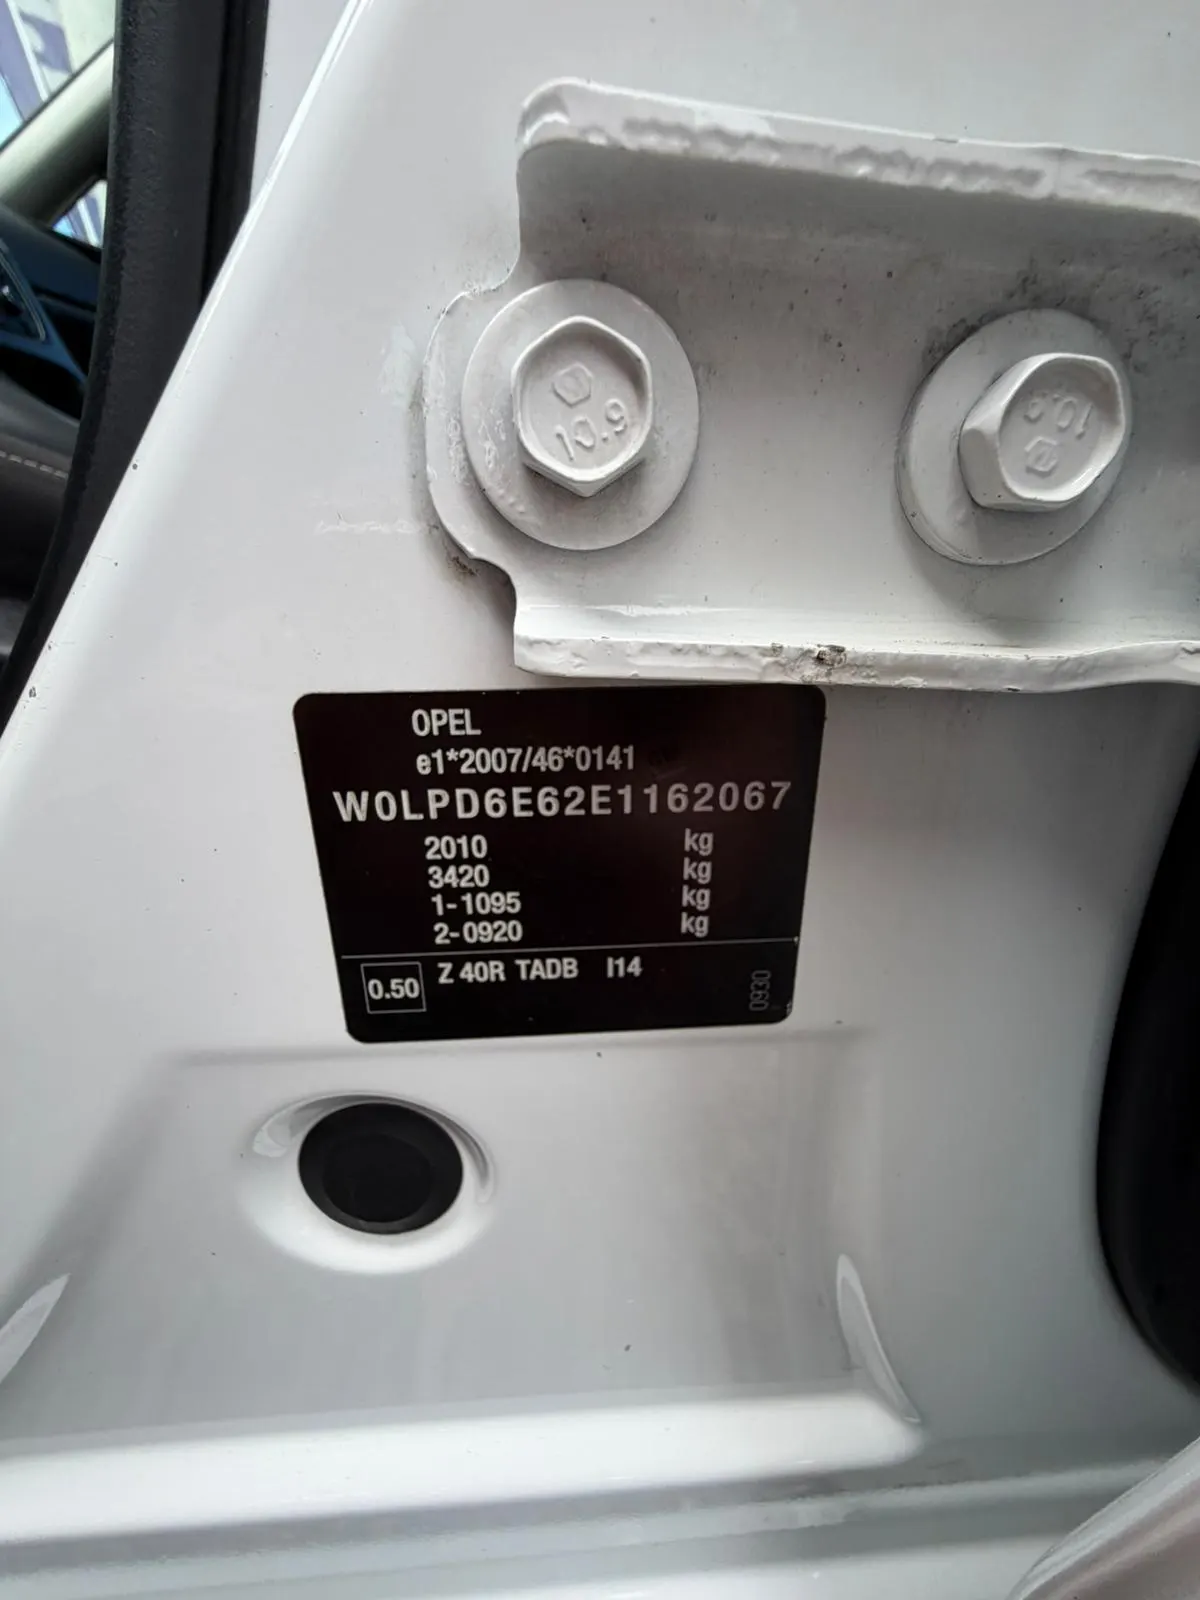 10.9
10.9
OPEL
e1*2007/46*0141
W0LPD6E62E1162067
2010 kg
3420 kg
1-1095 kg
2-0920 kg
0.50 Z 40R TADB I14
0930